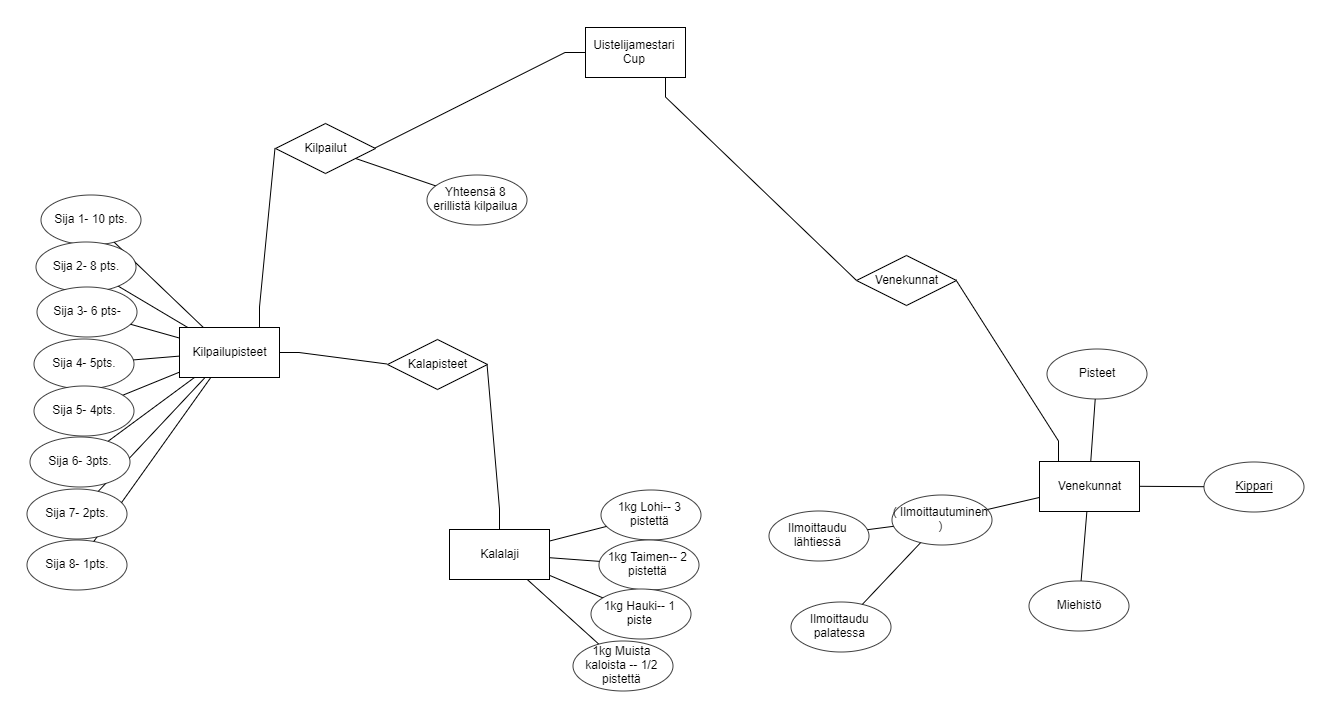 Uistelijamestari
Cup
Kilpailut
Yhteensä 8
erillistä kilpailua
Sija 1- 10 pts.
Sija 2- 8 pts.
Sija 3- 6 pts-
Sija 4- 5pts.
Sija 5- 4pts.
Sija 6- 3pts.
Sija 7- 2pts.
Sija 8- 1pts.
Kilpailupisteet
Kalapisteet
Kalalaji
1kg Lohi-- 3
pistettä
1kg Taimen-- 2
pistettä
1kg Hauki-- 1
piste
1kg Muista
kaloista -- 1/2
pistettä
Venekunnat
Pisteet
Venekunnat
Kippari
( Ilmoittautuminen
)
Ilmoittaudu
lähtiessä
Ilmoittaudu
palatessa
Miehistö